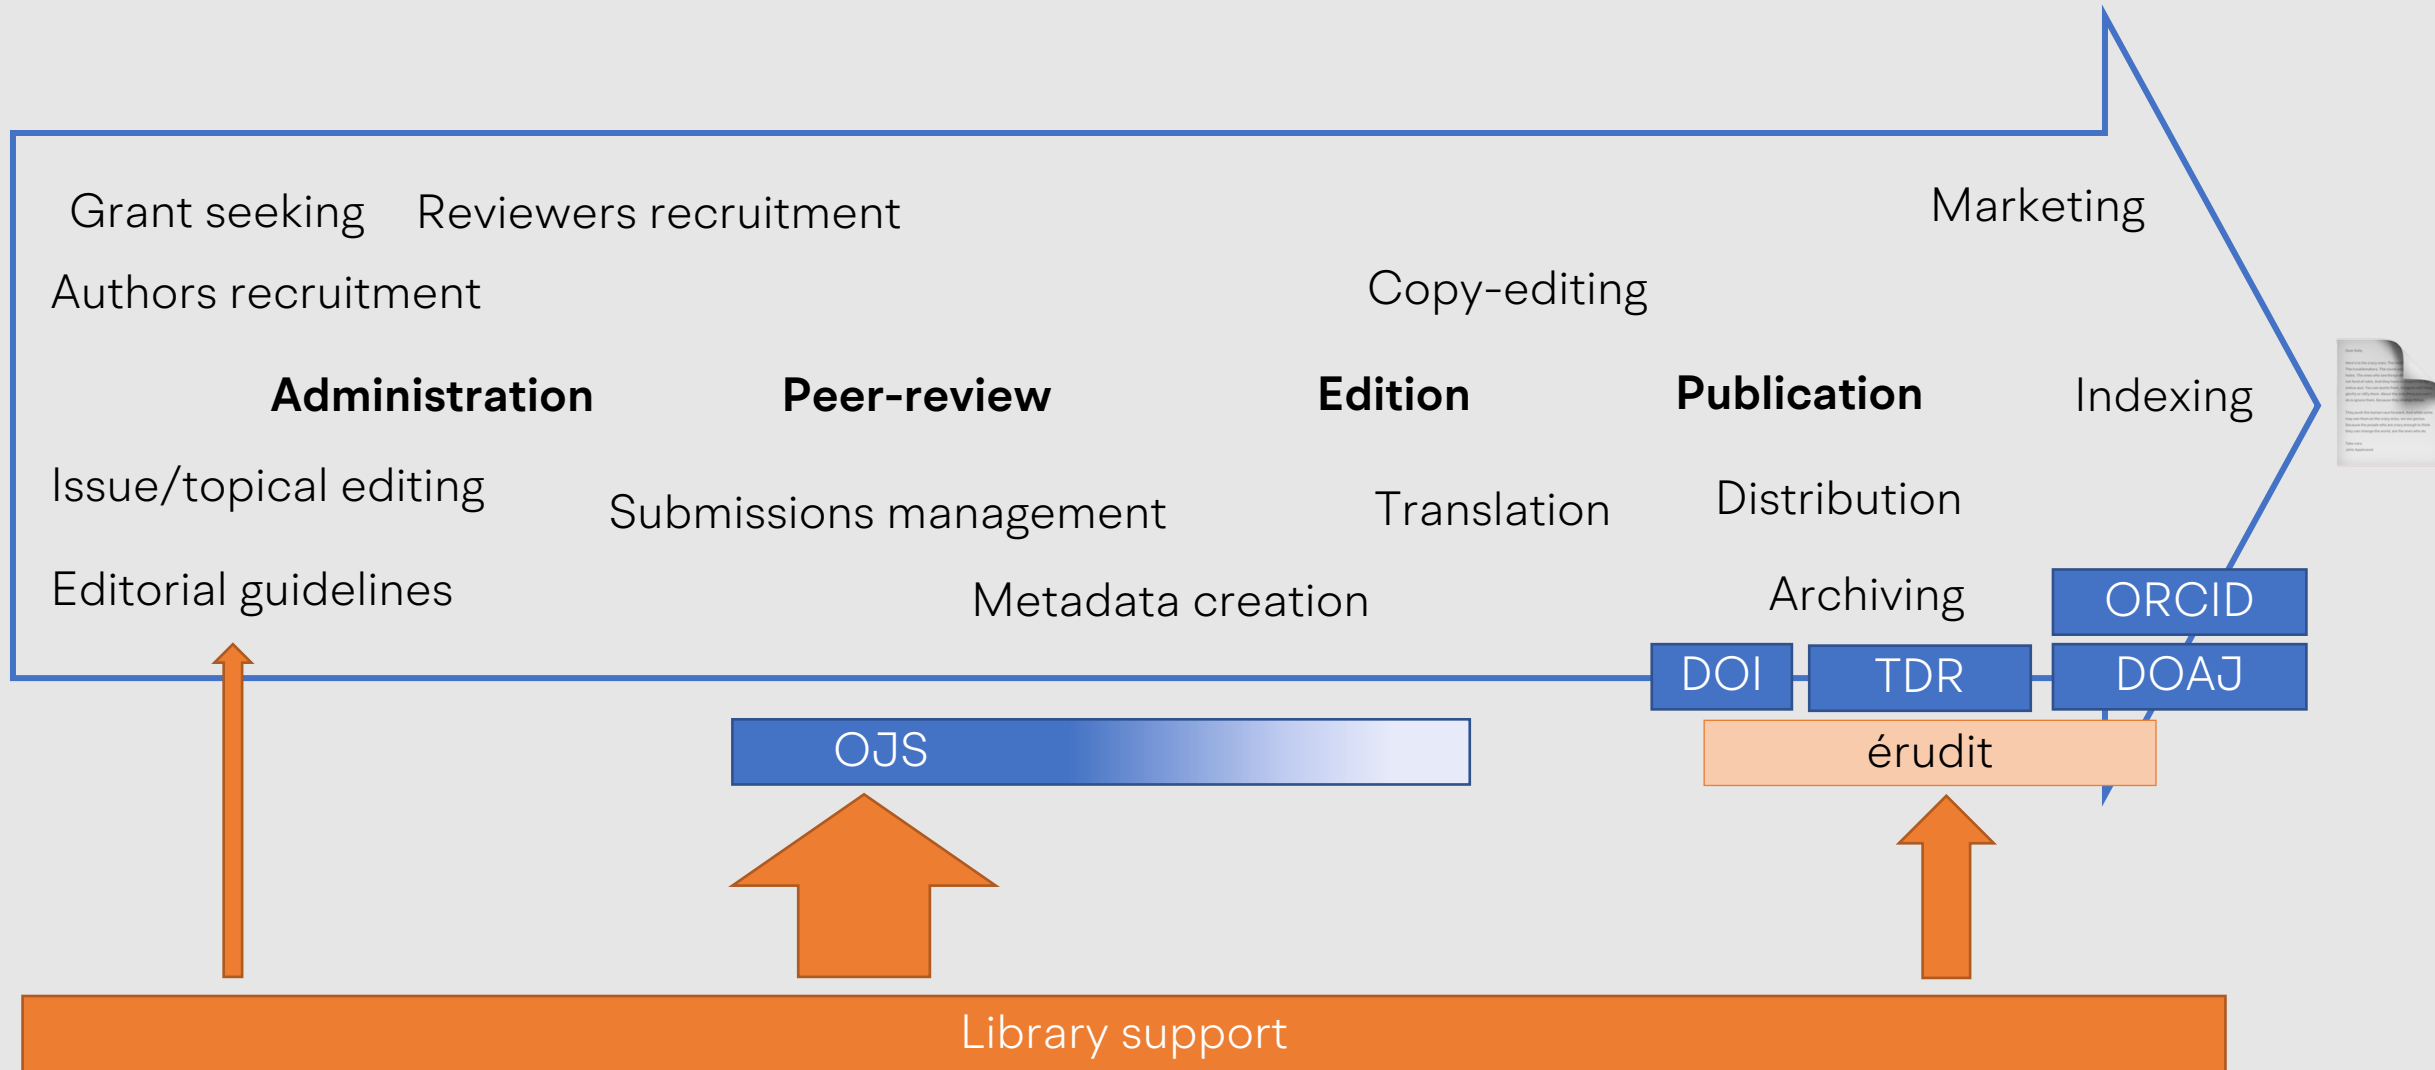 Grant seeking
Reviewers recruitment
Marketing
Authors recruitment
Copy-editing
Administration
Peer-review
Edition
Publication
Indexing
Issue/topical editing
Submissions management
Translation
Distribution
Editorial guidelines
Metadata creation
Archiving
ORCID
DOI
TDR
DOAJ
OJS
érudit
Library support